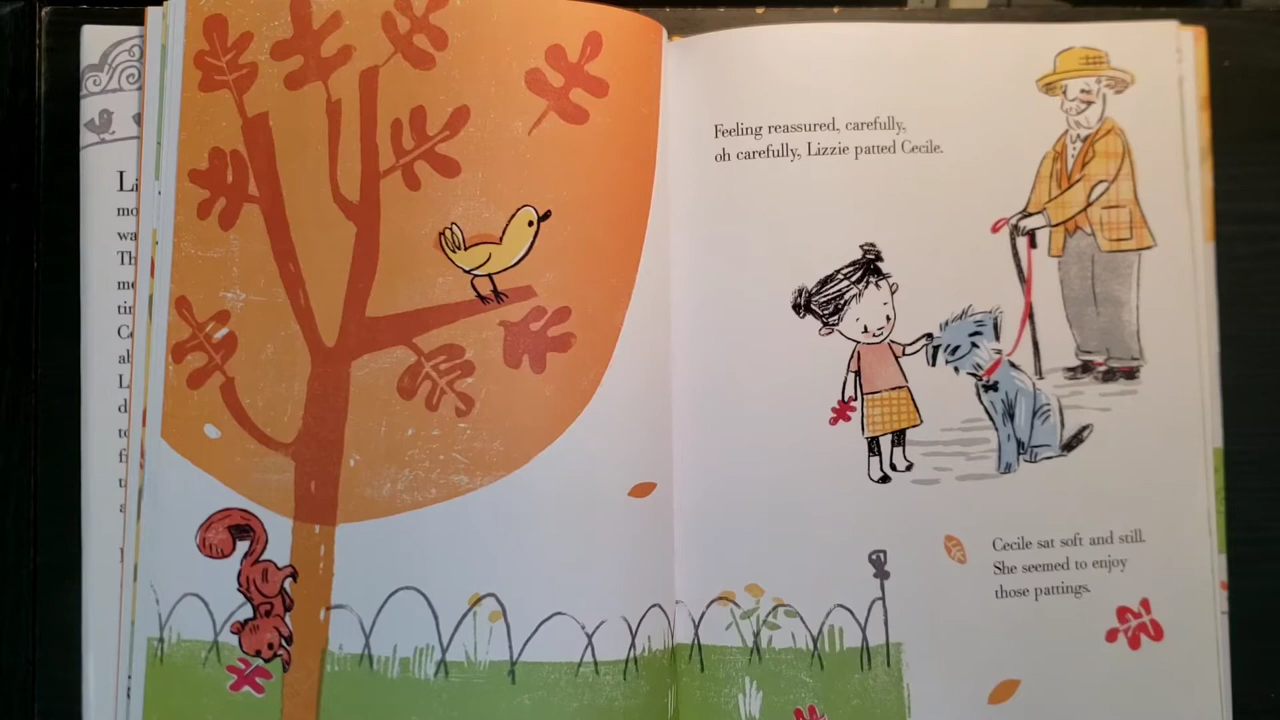 Feeling reassured, carefully,
oh carefully, Lizzie patted Cecile.
Cecile sat soft and still.
She seemed to enjoy
those pattings.